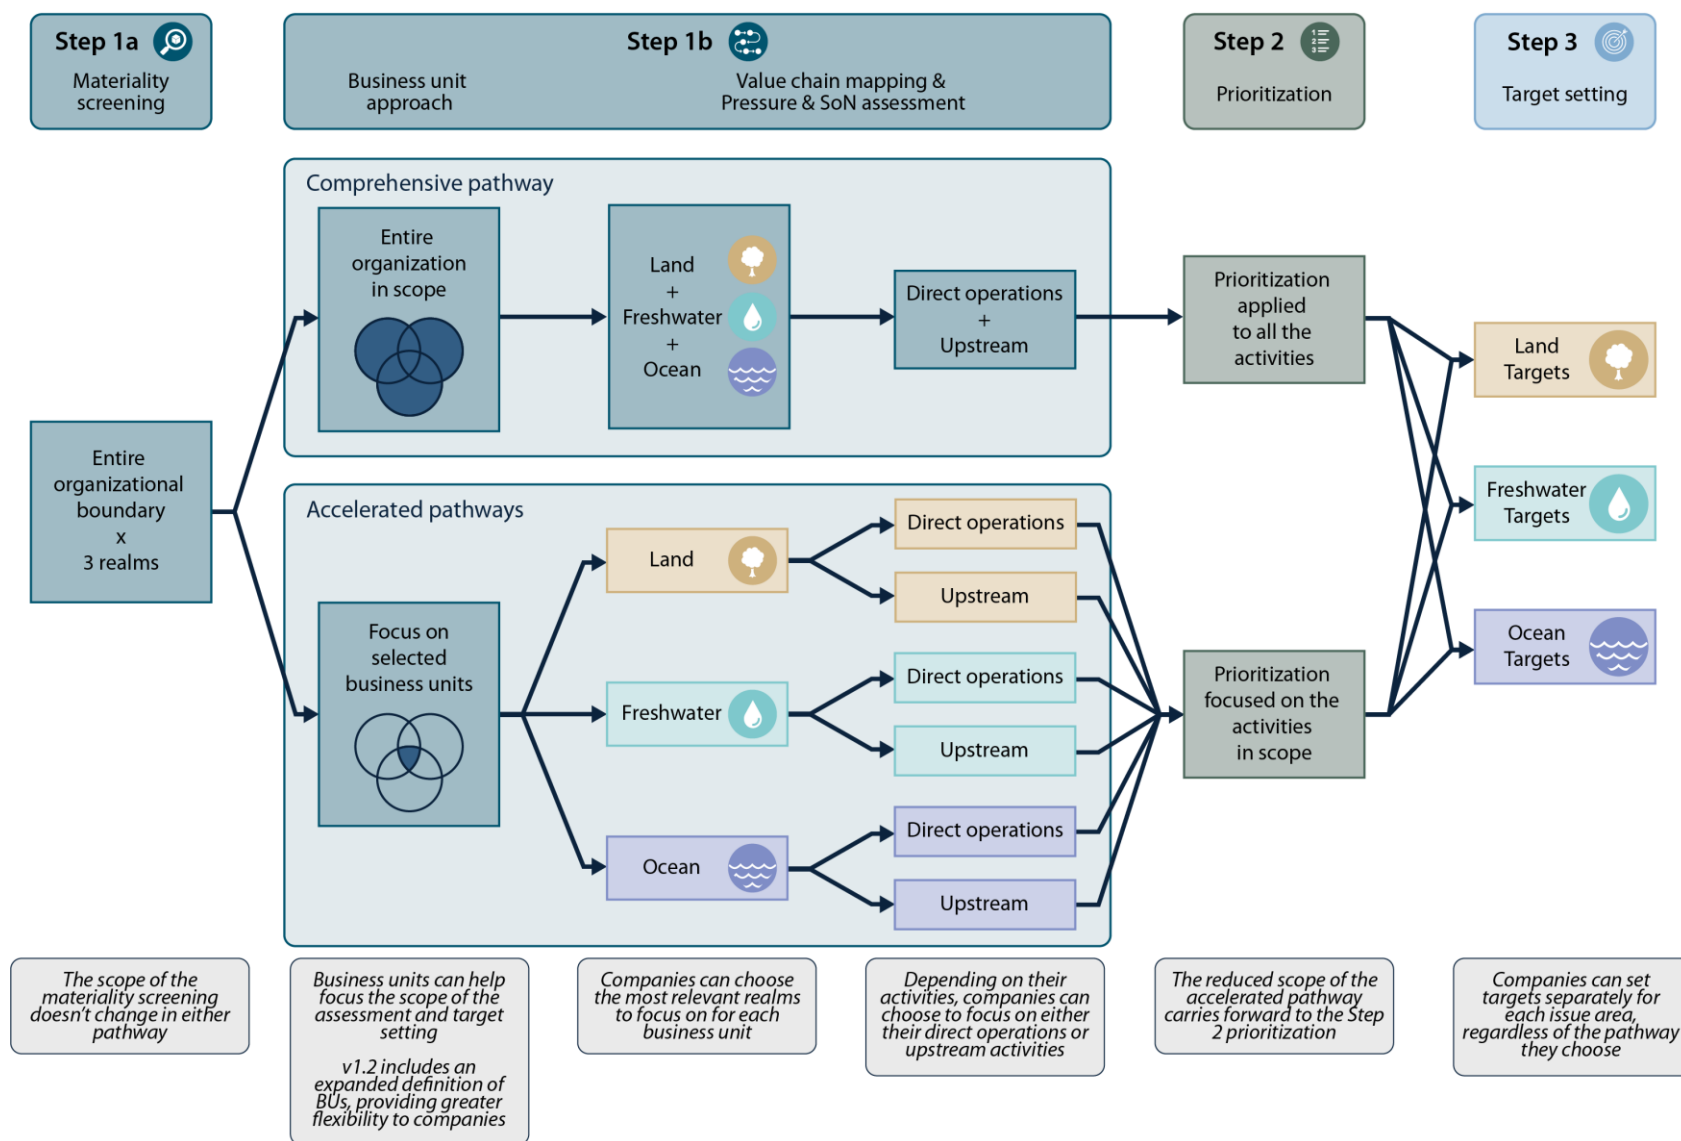 Step 1a
Materiality
screening
Step 1b
Business unit
approach
Value chain mapping &
Pressure & SoN assessment
Step 2
1
2
3
Prioritization
Step 3
Target setting
Comprehensive pathway
Entire
organization
in scope
Land
+
Freshwater
+
Ocean
Direct operations
+
Upstream
Prioritization
applied
to all the
activities
Land
Targets
Freshwater
Targets
Ocean
Targets
Entire
organizational
boundary
x
3 realms
Accelerated pathways
Focus on
selected
business units
Land
Direct operations
Upstream
Freshwater
Direct operations
Upstream
Ocean
Direct operations
Upstream
Prioritization
focused on the
activities
in scope
The scope of the
materiality screening
doesn't change in either
pathway
Business units can help
focus the scope of the
assessment and target
setting
v1.2 includes an
expanded definition of
BUs, providing greater
flexibility to companies
Companies can choose
the most relevant realms
to focus on for each
business unit
Depending on their
activities, companies can
choose to focus on either
their direct operations or
upstream activities
The reduced scope of the
accelerated pathway
carries forward to the Step
2 prioritization
Companies can set
targets separately for
each issue area,
regardless of the pathway
they choose